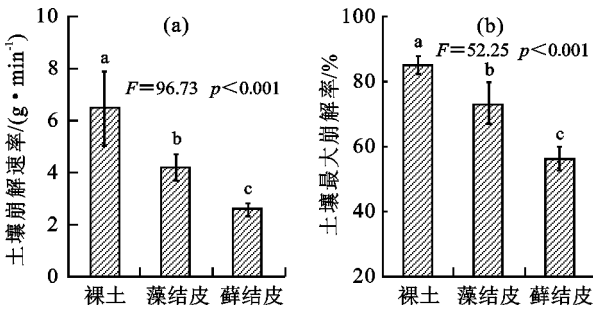 (a)
土壤崩解速率/(g·min⁻¹)
10
8
6
4
2
0
a
F=96.73 p<0.001
b
c
裸土 藻结皮 藓结皮
(b)
土壤最大崩解率/%
100
80
60
40
20
a
F=52.25 p<0.001
b
c
裸土 藻结皮 藓结皮